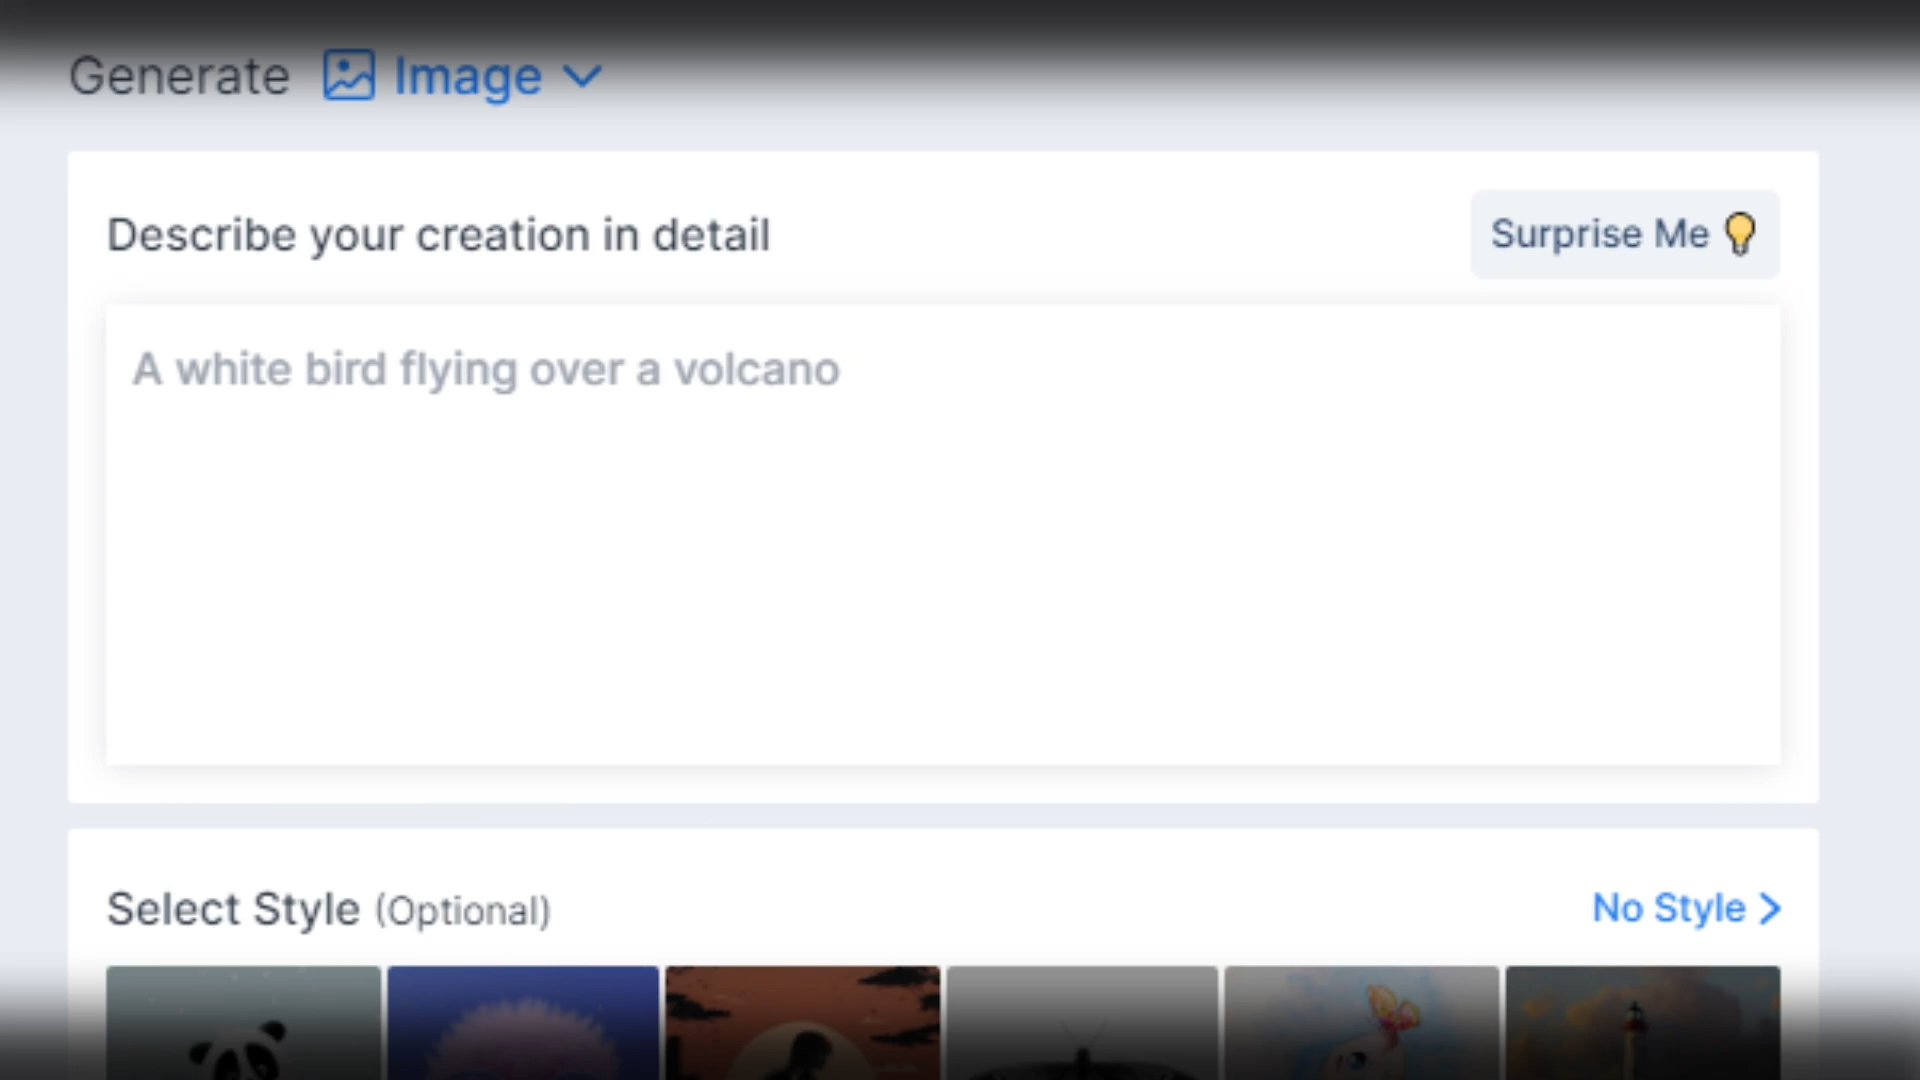 Generate Image
Describe your creation in detail
Surprise Me
A white bird flying over a volcano
Select Style (Optional)
No Style